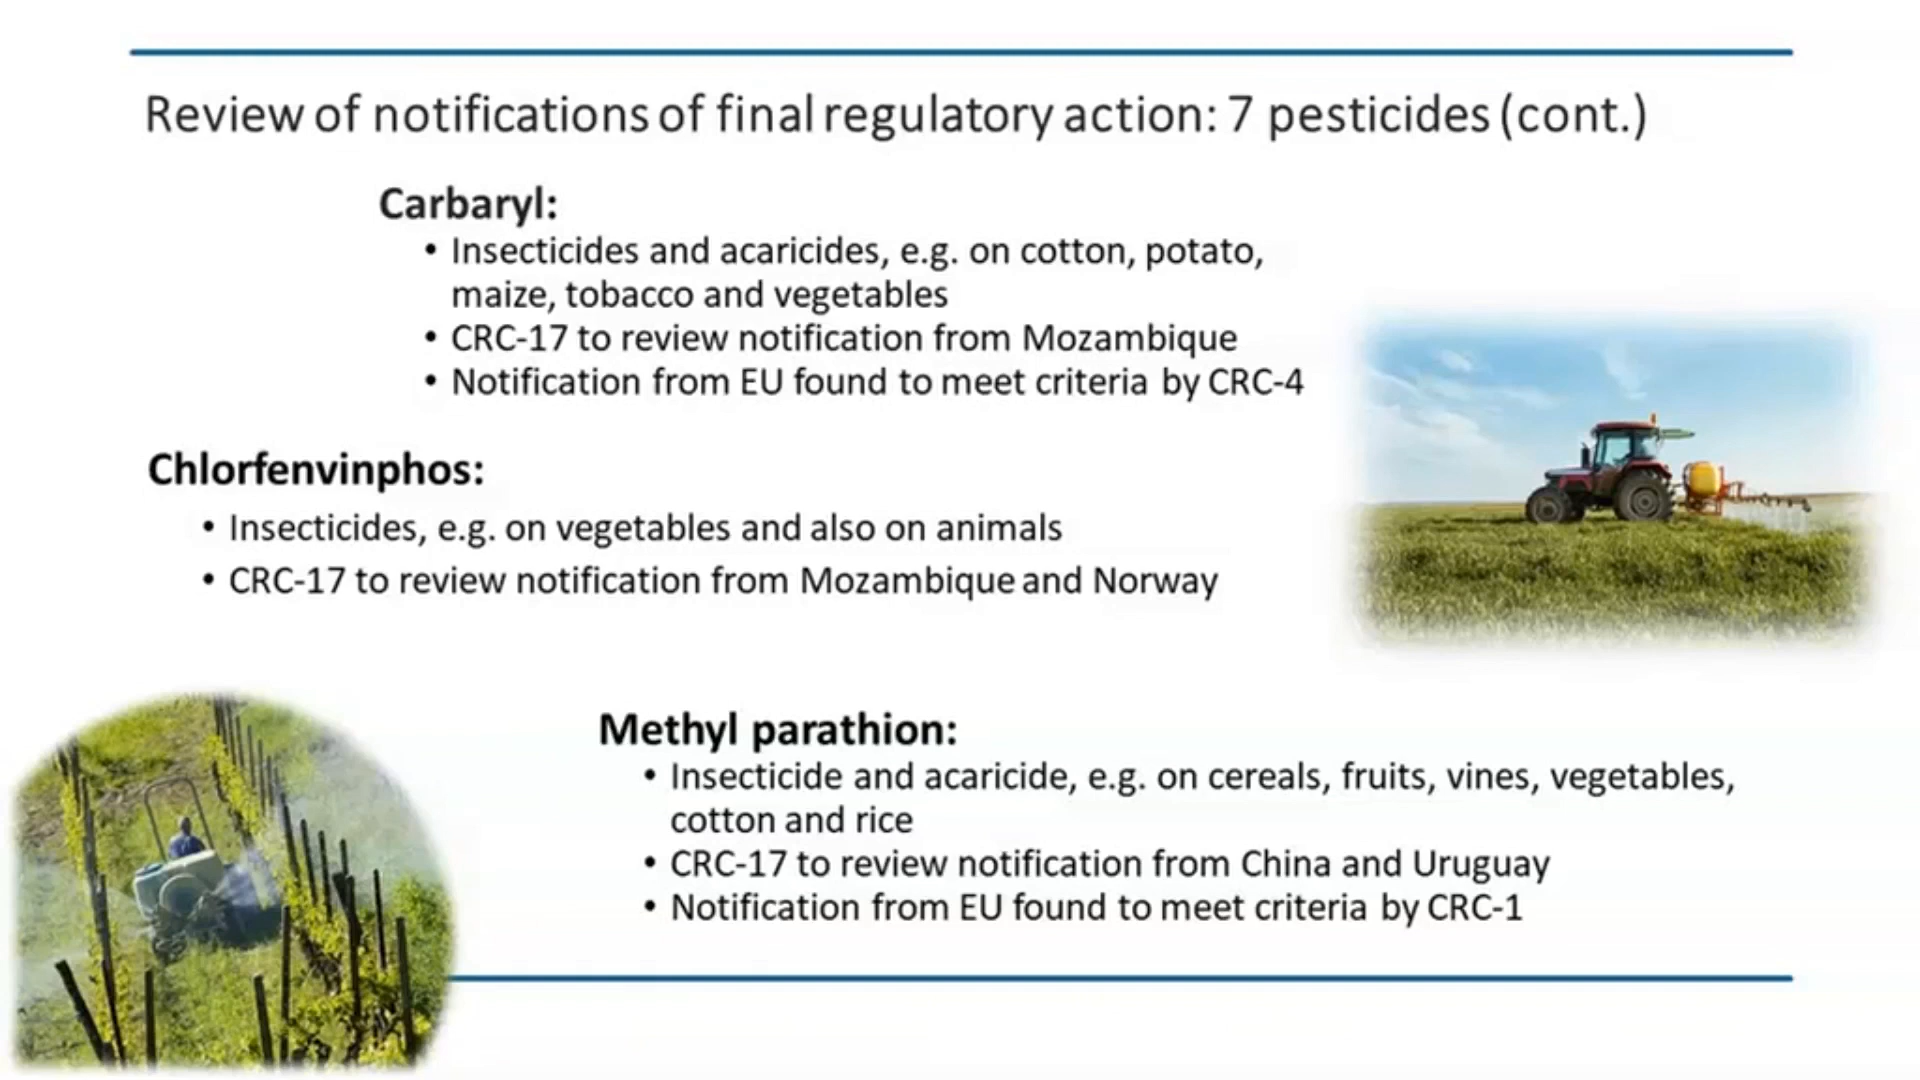 Review of notifications of final regulatory action: 7 pesticides (cont.)
Carbaryl:
• Insecticides and acaricides, e.g. on cotton, potato,
maize, tobacco and vegetables
• CRC-17 to review notification from Mozambique
• Notification from EU found to meet criteria by CRC-4
Chlorfenvinphos:
• Insecticides, e.g. on vegetables and also on animals
• CRC-17 to review notification from Mozambique and Norway
Methyl parathion:
• Insecticide and acaricide, e.g. on cereals, fruits, vines, vegetables,
cotton and rice
• CRC-17 to review notification from China and Uruguay
• Notification from EU found to meet criteria by CRC-1